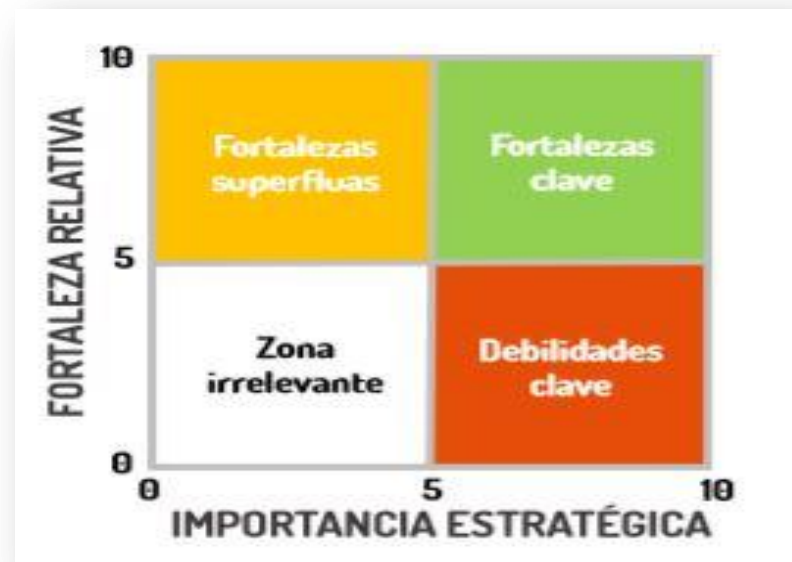 10
FORTALEZA RELATIVA
Fortalezas
superfluas
Fortalezas
clave
5
Zona
irrelevante
Debilidades
clave
0
0
5
10
IMPORTANCIA ESTRATÉGICA